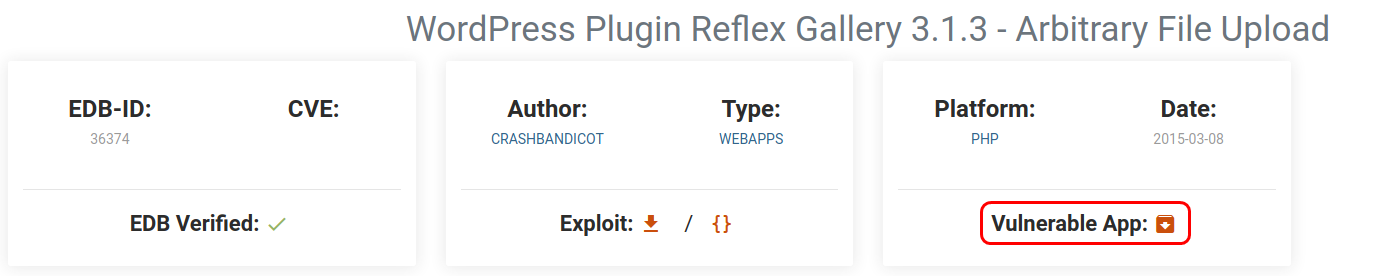 WordPress Plugin Reflex Gallery 3.1.3 - Arbitrary File Upload
EDB-ID: CVE:
36374
EDB Verified:
Author: Type:
CRASHBANDICOT WEBAPPS
Exploit: / {}
Platform: Date:
PHP 2015-03-08
Vulnerable App: